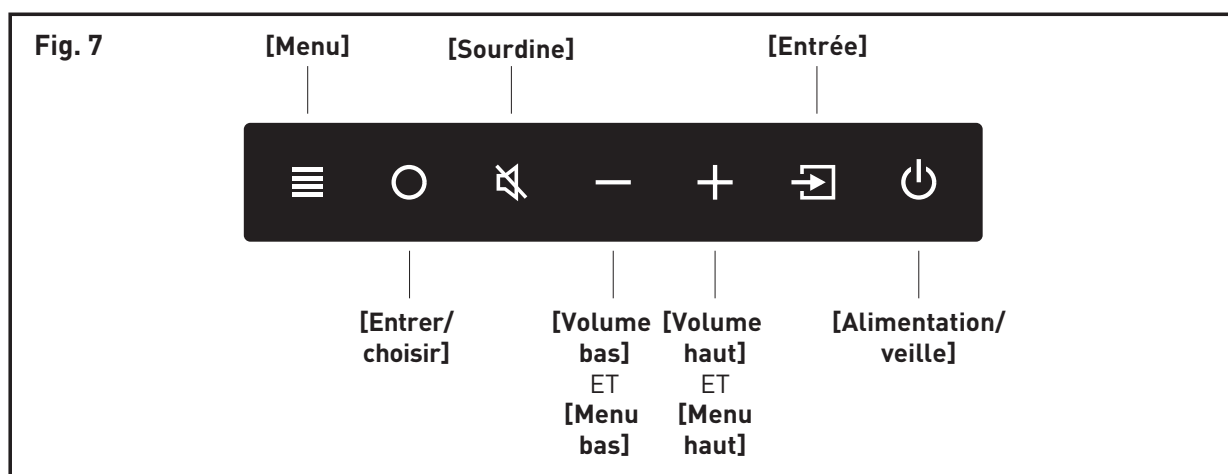 Fig. 7
[Menu]
[Sourdine]
[Entrée]
[Entrer/
choisir]
[Volume
bas]
ET
[Menu
bas]
[Volume
haut]
ET
[Menu
haut]
[Alimentation/
veille]